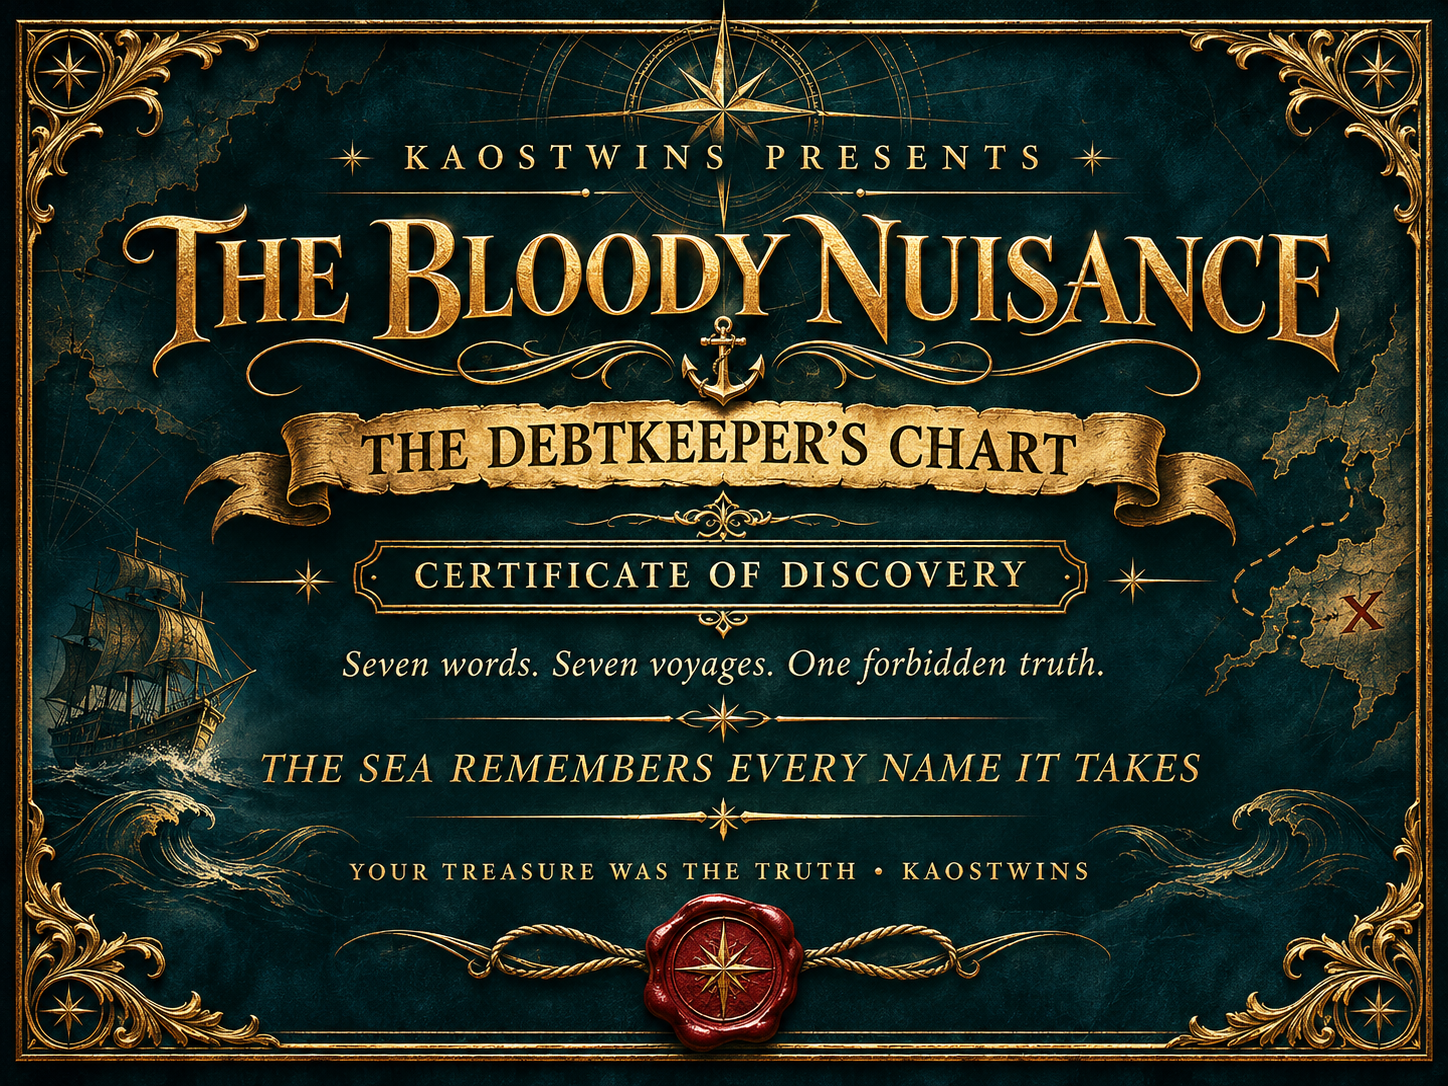 KAOSTWINS PRESENTS
THE BLOODY NUISANCE
THE DEBTKEEPER'S CHART
CERTIFICATE OF DISCOVERY
Seven words. Seven voyages. One forbidden truth.
THE SEA REMEMBERS EVERY NAME IT TAKES
YOUR TREASURE WAS THE TRUTH • KAOSTWINS
X